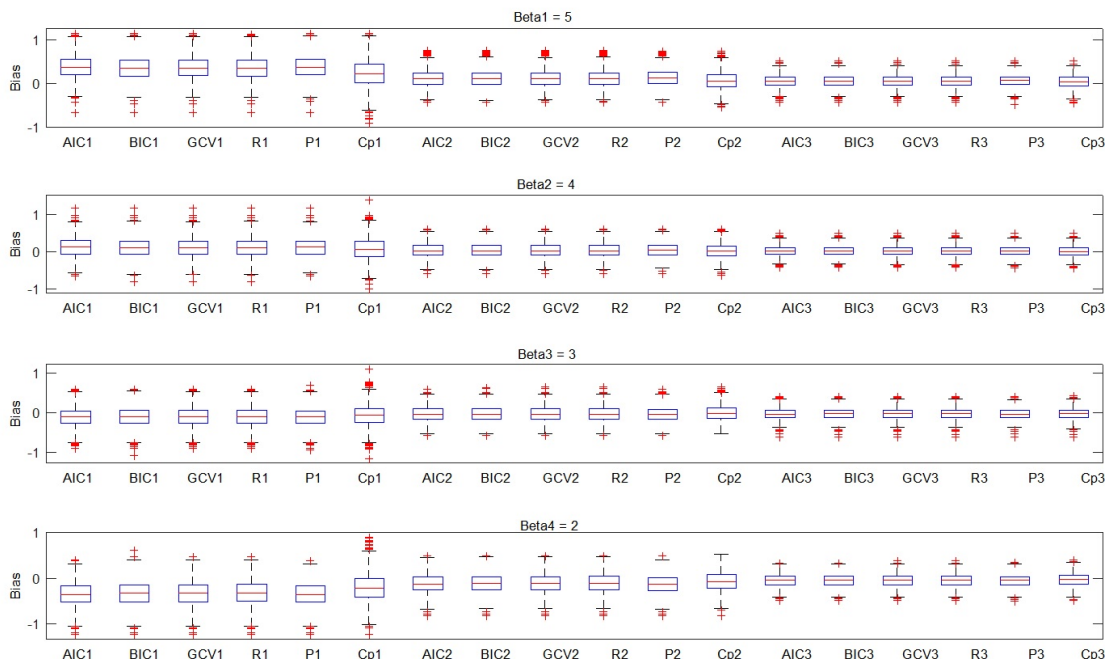 Beta1 = 5
1
0
-1
Bias
AIC1 BIC1 GCV1 R1 P1 Cp1 AIC2 BIC2 GCV2 R2 P2 Cp2 AIC3 BIC3 GCV3 R3 P3 Cp3
Beta2 = 4
1
0
-1
Bias
AIC1 BIC1 GCV1 R1 P1 Cp1 AIC2 BIC2 GCV2 R2 P2 Cp2 AIC3 BIC3 GCV3 R3 P3 Cp3
Beta3 = 3
1
0
-1
Bias
AIC1 BIC1 GCV1 R1 P1 Cp1 AIC2 BIC2 GCV2 R2 P2 Cp2 AIC3 BIC3 GCV3 R3 P3 Cp3
Beta4 = 2
1
0
-1
Bias
AIC1 BIC1 GCV1 R1 P1 Cp1 AIC2 BIC2 GCV2 R2 P2 Cp2 AIC3 BIC3 GCV3 R3 P3 Cp3